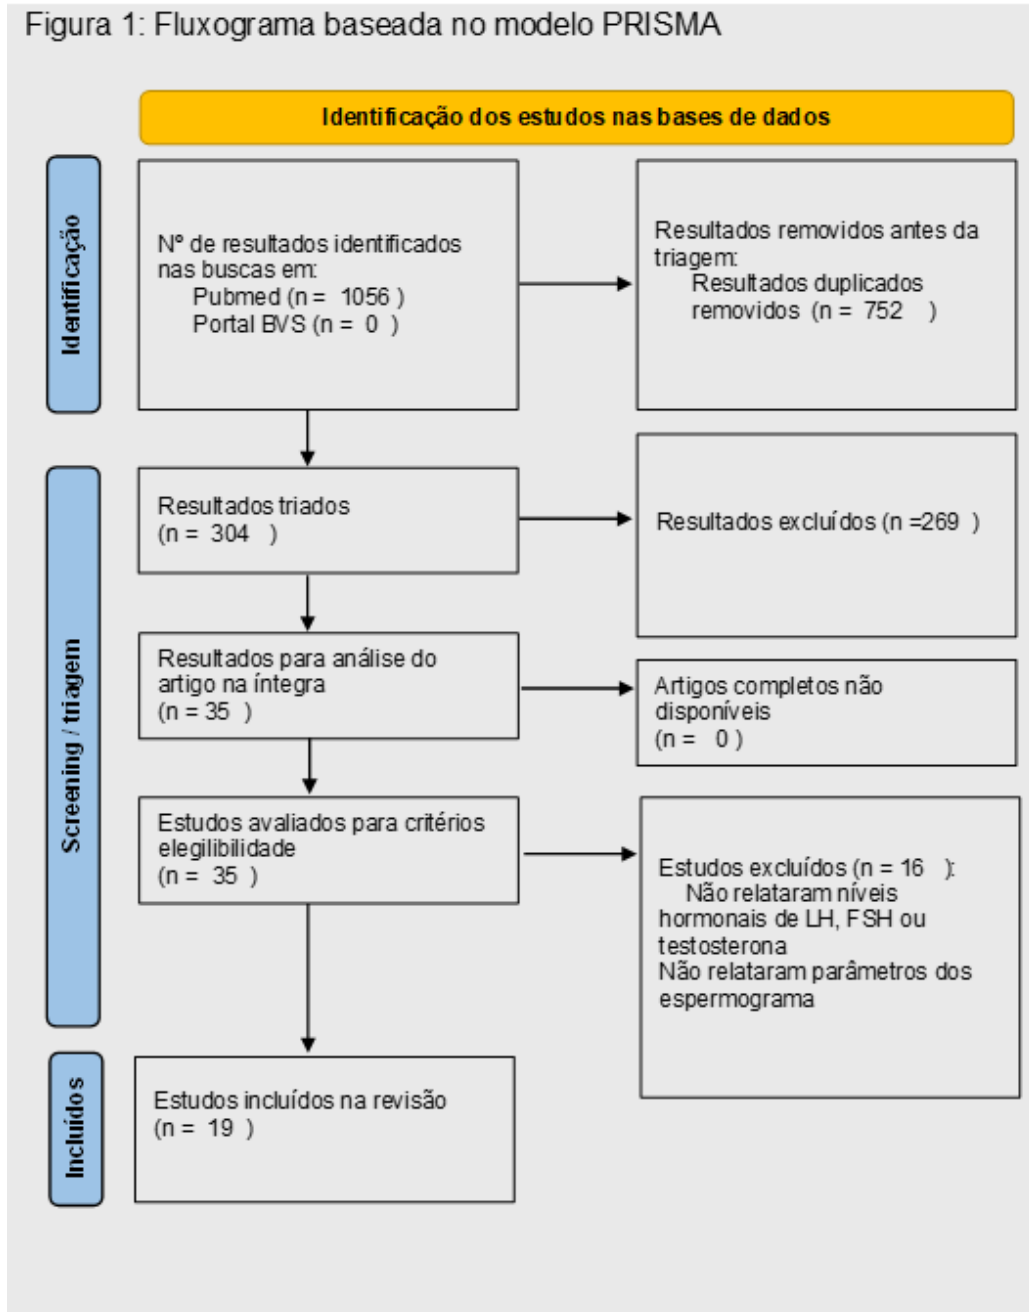 Figura 1: Fluxograma baseada no modelo PRISMA
Identificação dos estudos nas bases de dados
Identificação
Nº de resultados identificados
nas buscas em:
Pubmed (n = 1056 )
Portal BVS (n = 0 )
Resultados removidos antes da
triagem:
Resultados duplicados
removidos (n = 752 )
Screening / triagem
Resultados triados
(n = 304 )
Resultados excluídos (n =269 )
Resultados para análise do
artigo na íntegra
(n = 35 )
Artigos completos não
disponíveis
(n = 0 )
Estudos avaliados para critérios
elegilibilidade
(n = 35 )
Estudos excluídos (n = 16 ):
Não relataram níveis
hormonais de LH, FSH ou
testosterona
Não relataram parâmetros dos
espermograma
Incluídos
Estudos incluídos na revisão
(n = 19 )